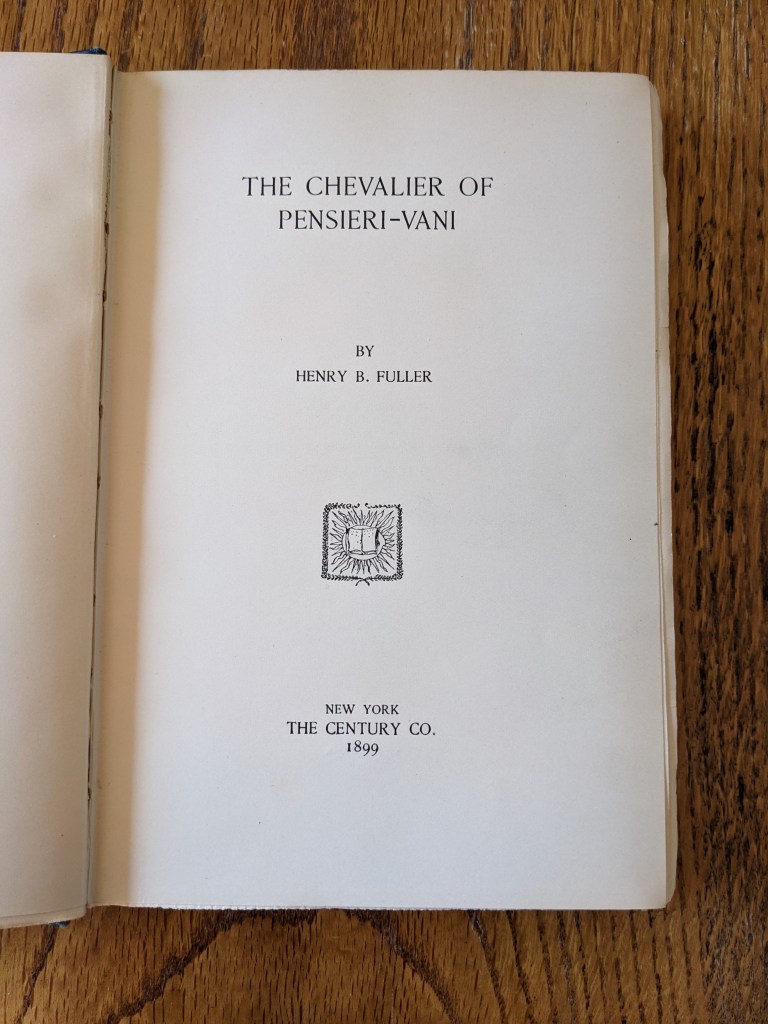 THE CHEVALIER OF
PENSIERI-VANI
BY
HENRY B. FULLER
NEW YORK
THE CENTURY CO.
1899